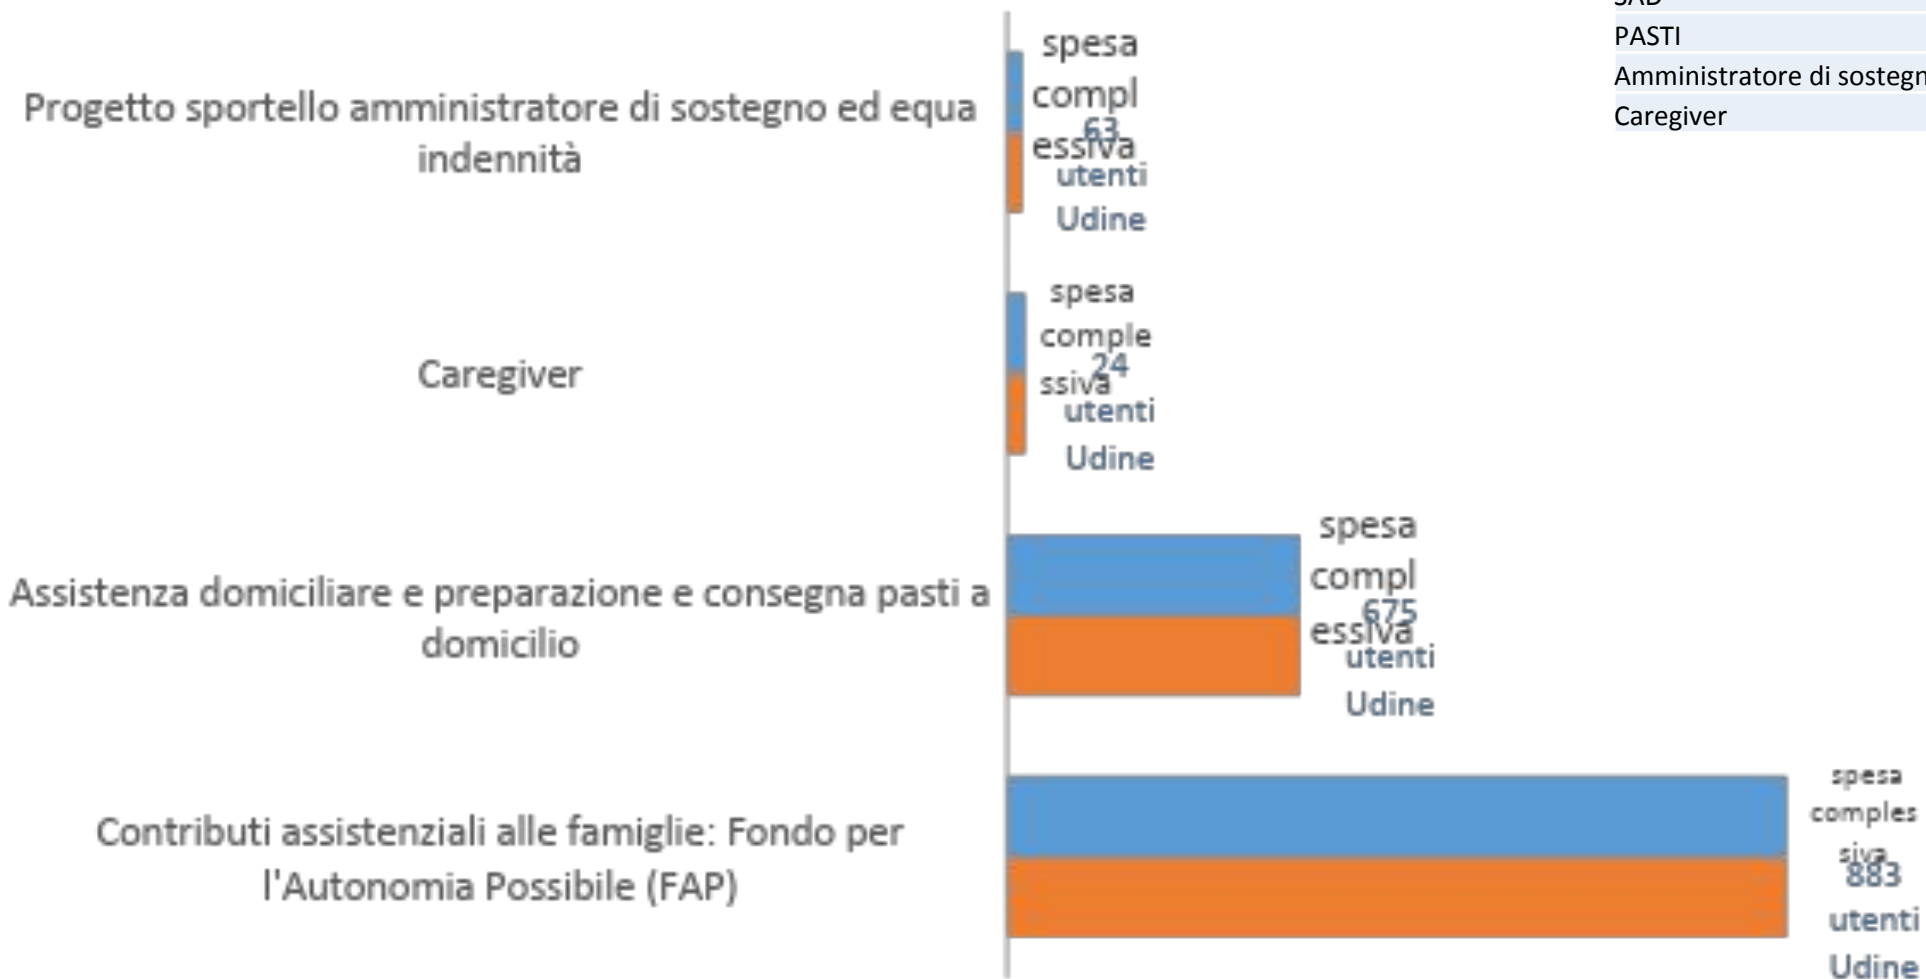 PASTI
Amministratore di sostegn
Caregiver
Progetto sportello amministratore di sostegno ed equa
indennità
spesa
compl
essiva
63
utenti
Udine
Caregiver
spesa
comple
ssiva
24
utenti
Udine
Assistenza domiciliare e preparazione e consegna pasti a
domicilio
spesa
compl
essiva
675
utenti
Udine
Contributi assistenziali alle famiglie: Fondo per
l'Autonomia Possibile (FAP)
spesa
comples
siva
883
utenti
Udine